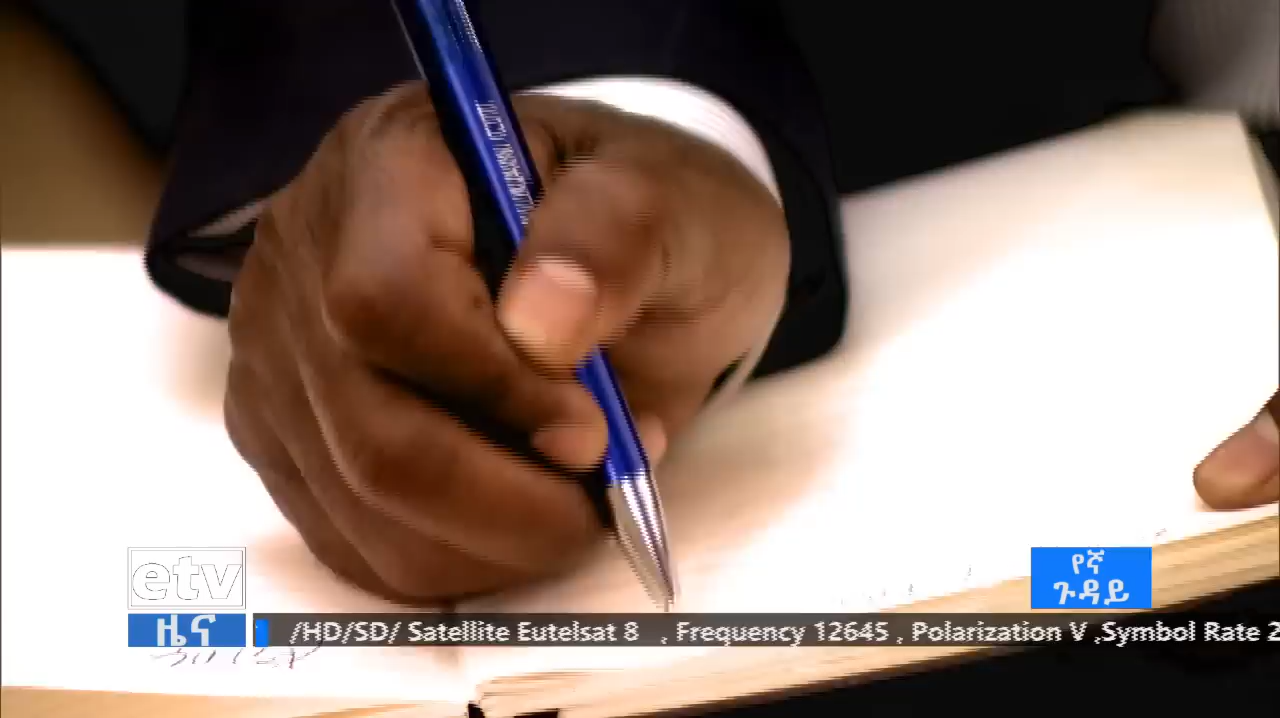 etv
የኛ
ጉዳይ
ዜና
/HD/SD/ Satellite Eutelsat 8 , Frequency 12645 , Polarization V ,Symbol Rate 2